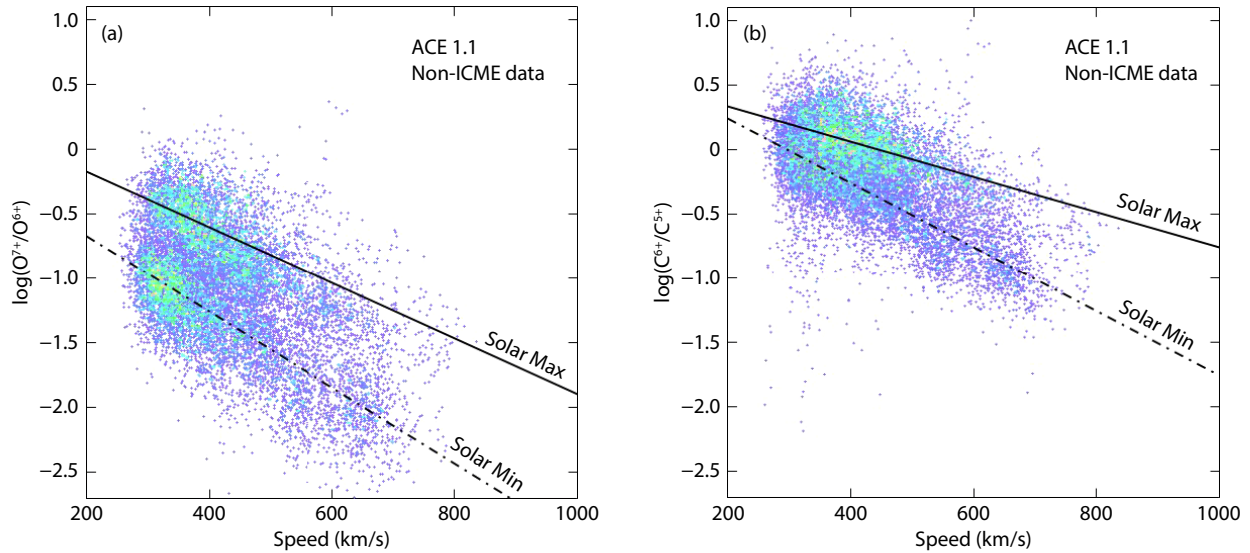 (a)
ACE 1.1
Non-ICME data
1.0
0.5
0
−0.5
−1.0
−1.5
−2.0
−2.5
log(O⁷⁺/O⁶⁺)
Solar Max
Solar Min
200
400
600
800
1000
Speed (km/s)
(b)
ACE 1.1
Non-ICME data
1.0
0.5
0
−0.5
−1.0
−1.5
−2.0
−2.5
log(C⁶⁺/C⁵⁺)
Solar Max
Solar Min
200
400
600
800
1000
Speed (km/s)